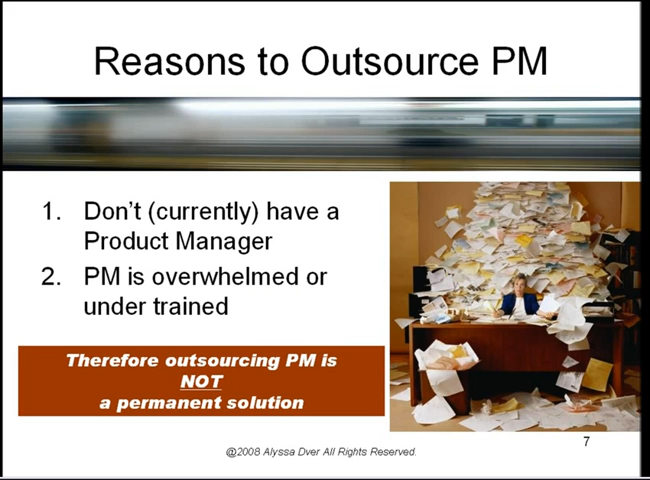 Reasons to Outsource PM
1. Don't (currently) have a
Product Manager
2. PM is overwhelmed or
under trained
Therefore outsourcing PM is
NOT
a permanent solution
7
@2008 Alyssa Dver All Rights Reserved.